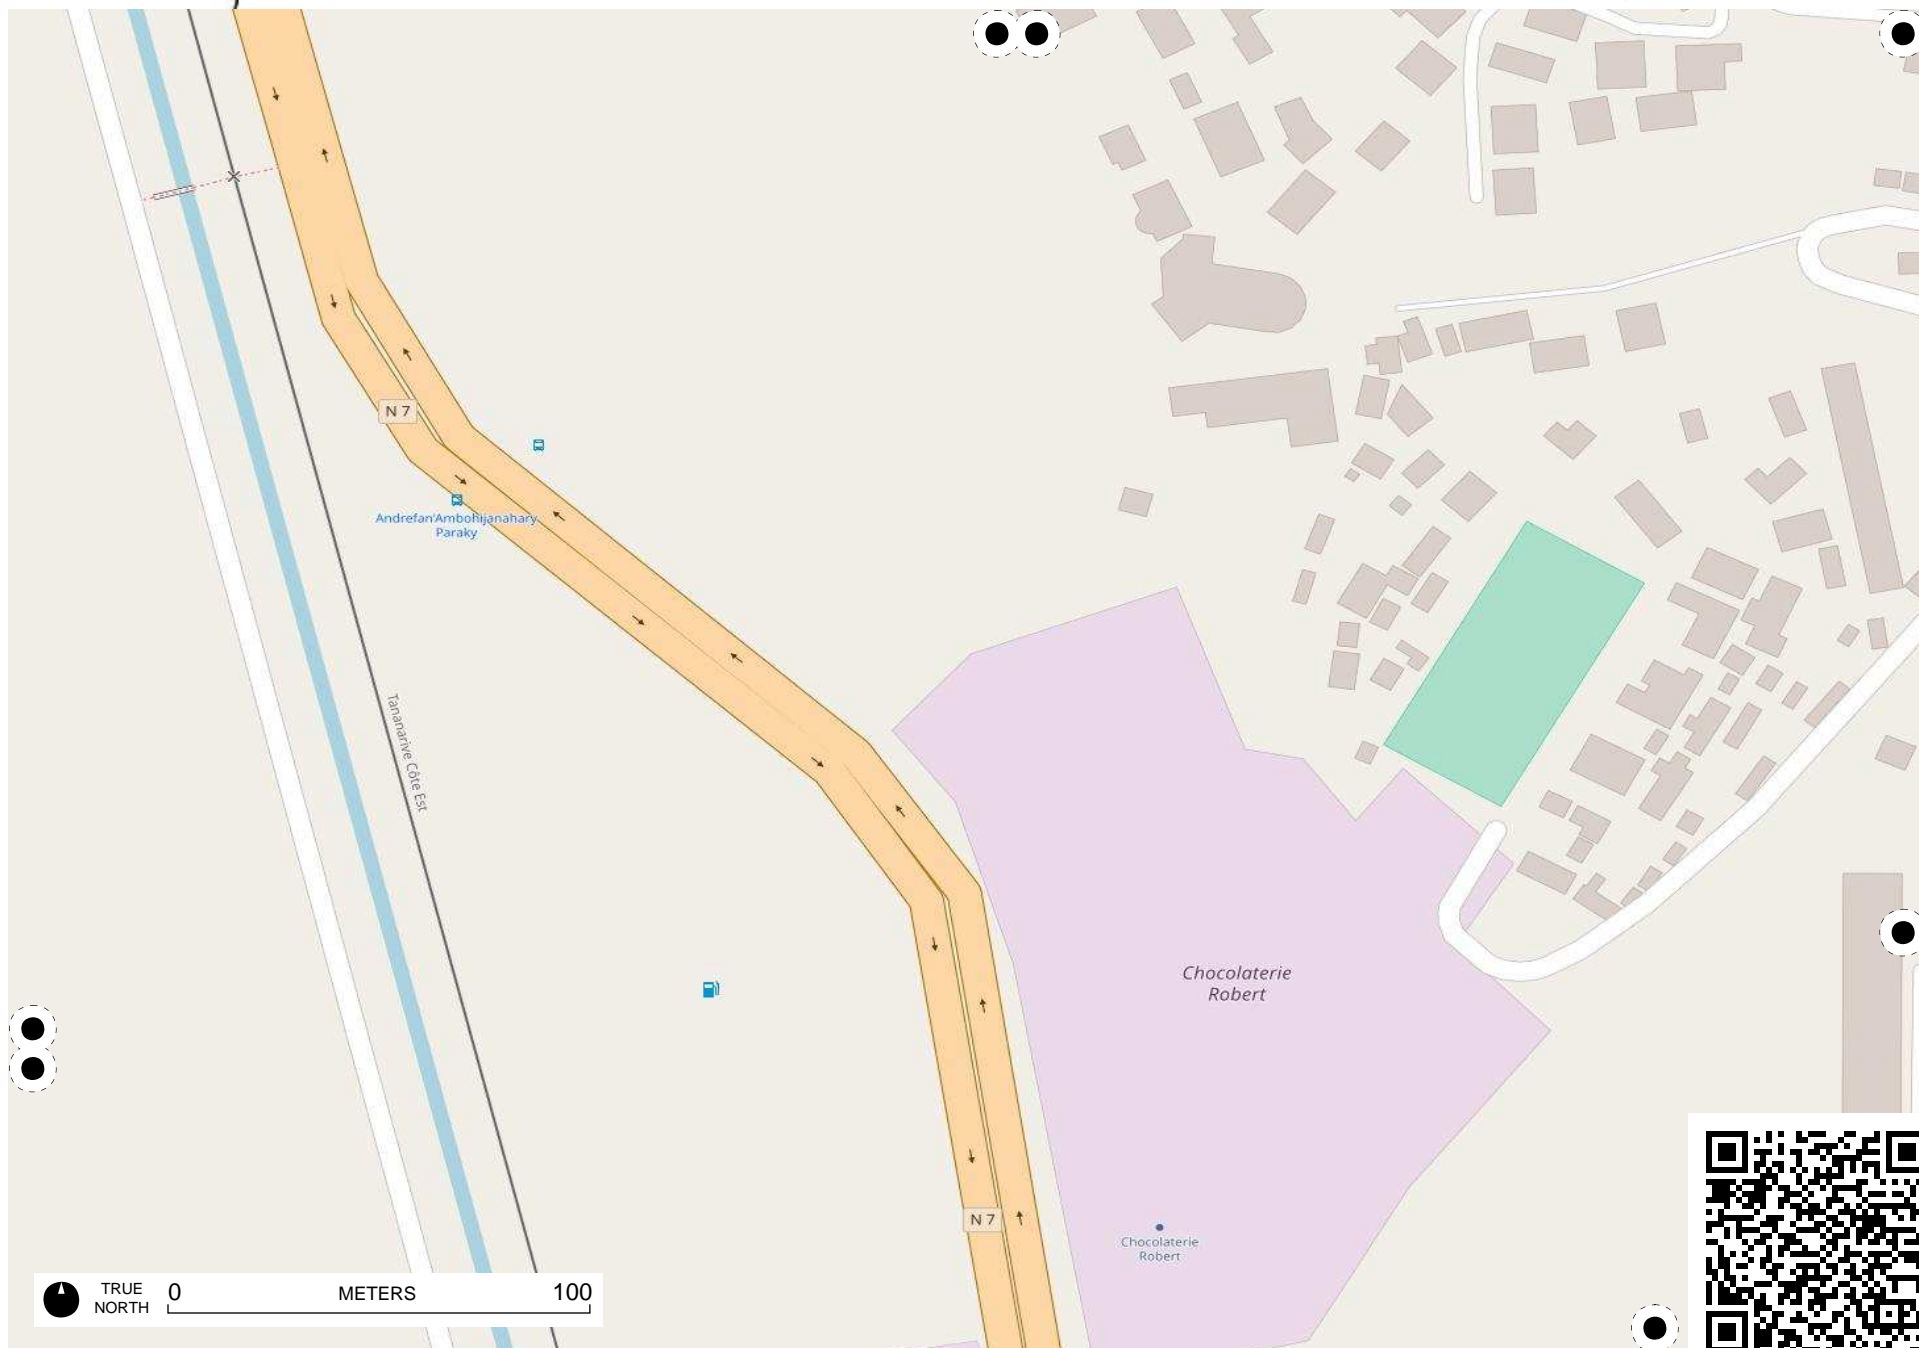 N 7
Andrefan'Ambohijanahary
Paraky
Tananarive Côte Est
Chocolaterie
Robert
N 7
Chocolaterie
Robert
TRUE
NORTH
0 METERS 100